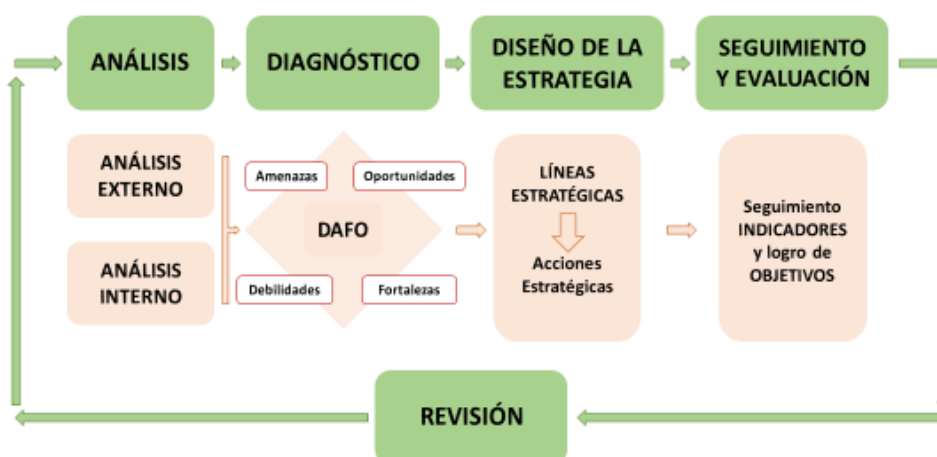 ANÁLISIS
DIAGNÓSTICO
DISEÑO DE LA
ESTRATEGIA
SEGUIMIENTO
Y EVALUACIÓN
ANÁLISIS
EXTERNO
ANÁLISIS
INTERNO
Amenazas
Oportunidades
DAFO
Debilidades
Fortalezas
LÍNEAS
ESTRATÉGICAS
Acciones
Estratégicas
Seguimiento
INDICADORES
y logro de
OBJETIVOS
REVISIÓN